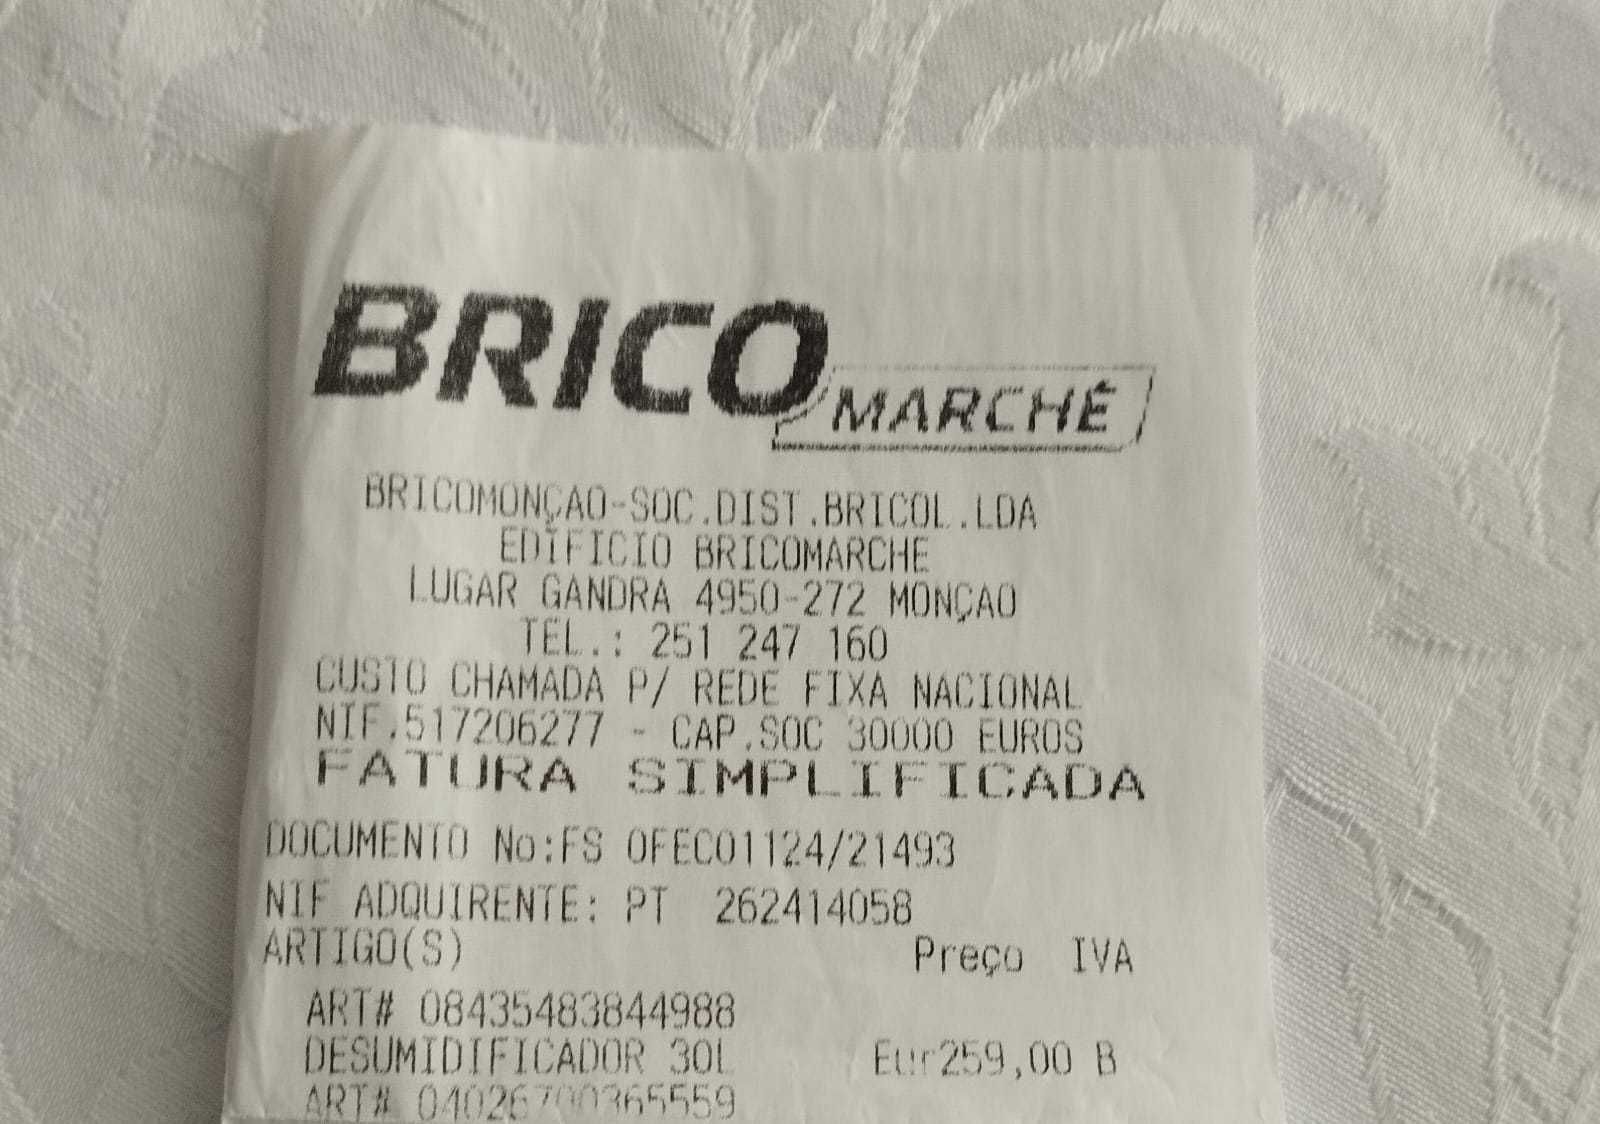 BRICO MARCHÉ
BRICOMONÇAO-SOC.DIST.BRICOL.LDA
EDIFICIO BRICOMARCHE
LUGAR GANDRA 4950-272 MONÇAO
TEL.: 251 247 160
CUSTO CHAMADA P/ REDE FIXA NACIONAL
NIF.517206277 - CAP.SOC 30000 EUROS
FATURA SIMPLIFICADA
DOCUMENTO No:FS 0FEC01124/21493
NIF ADQUIRENTE: PT 262414058
ARTIGO(S) Preço IVA
ART# 08435483844988
DESUMIDIFICADOR 30L Eur259,00 B
ART# 04026700365559